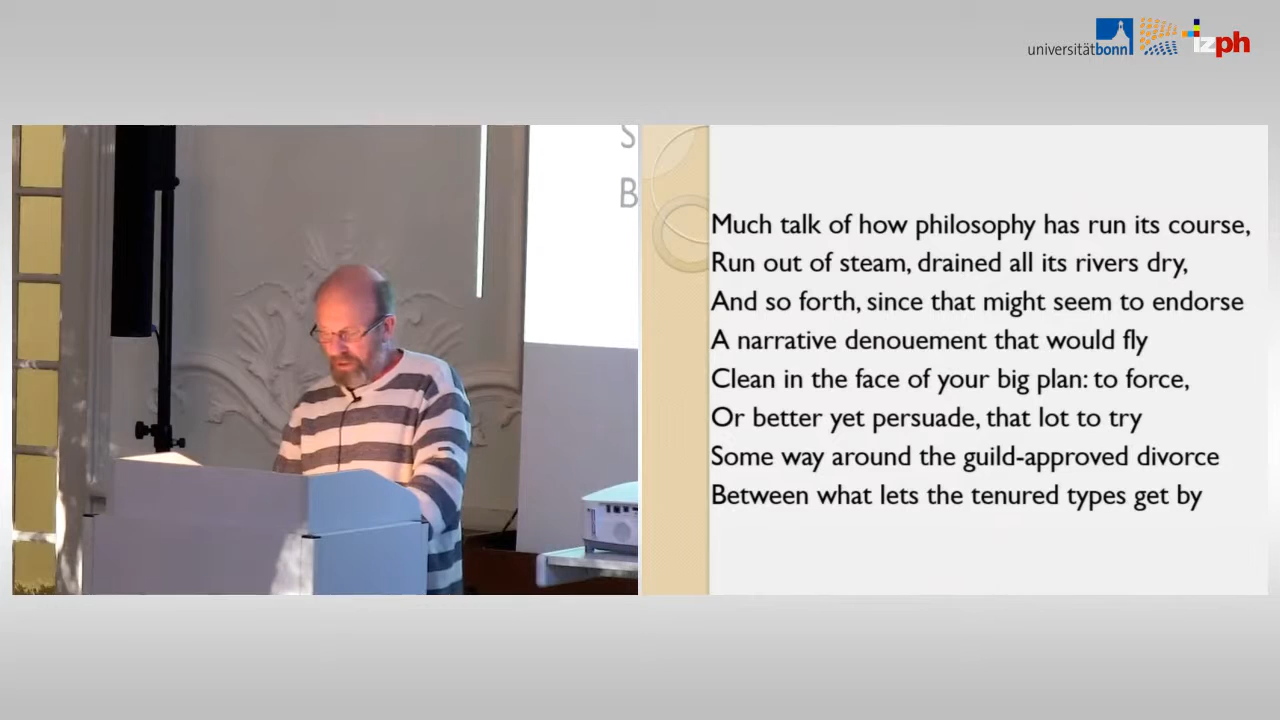 universitätbonn
izph
S
B
Much talk of how philosophy has run its course,
Run out of steam, drained all its rivers dry,
And so forth, since that might seem to endorse
A narrative denouement that would fly
Clean in the face of your big plan: to force,
Or better yet persuade, that lot to try
Some way around the guild-approved divorce
Between what lets the tenured types get by